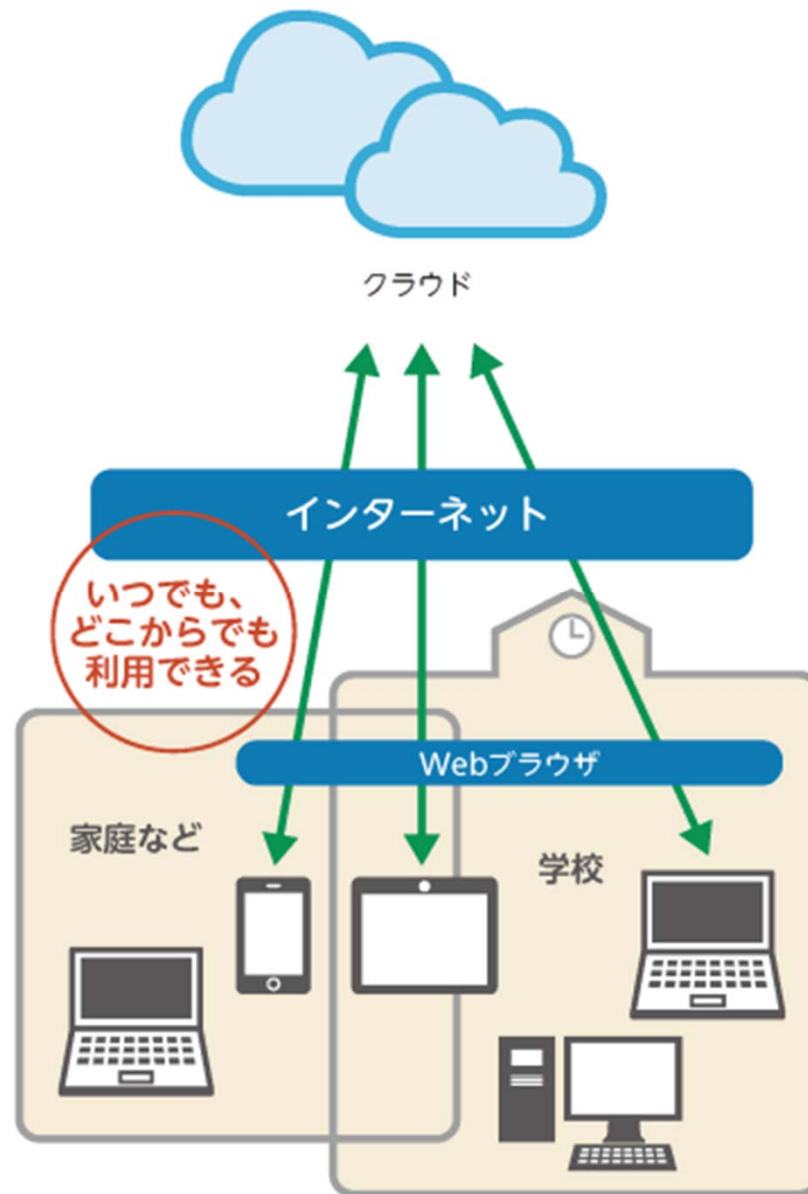 クラウド
インターネット
いつでも、
どこからでも
利用できる
Webブラウザ
家庭など
学校